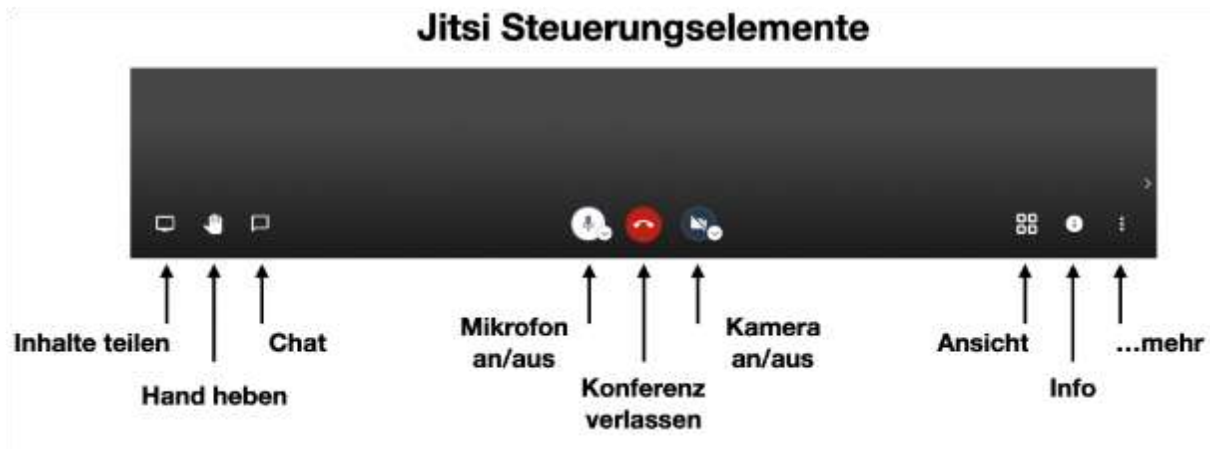 Jitsi Steuerungselemente
Inhalte teilen
Hand heben
Chat
Mikrofon
an/aus
Konferenz
verlassen
Kamera
an/aus
Ansicht
Info
...mehr